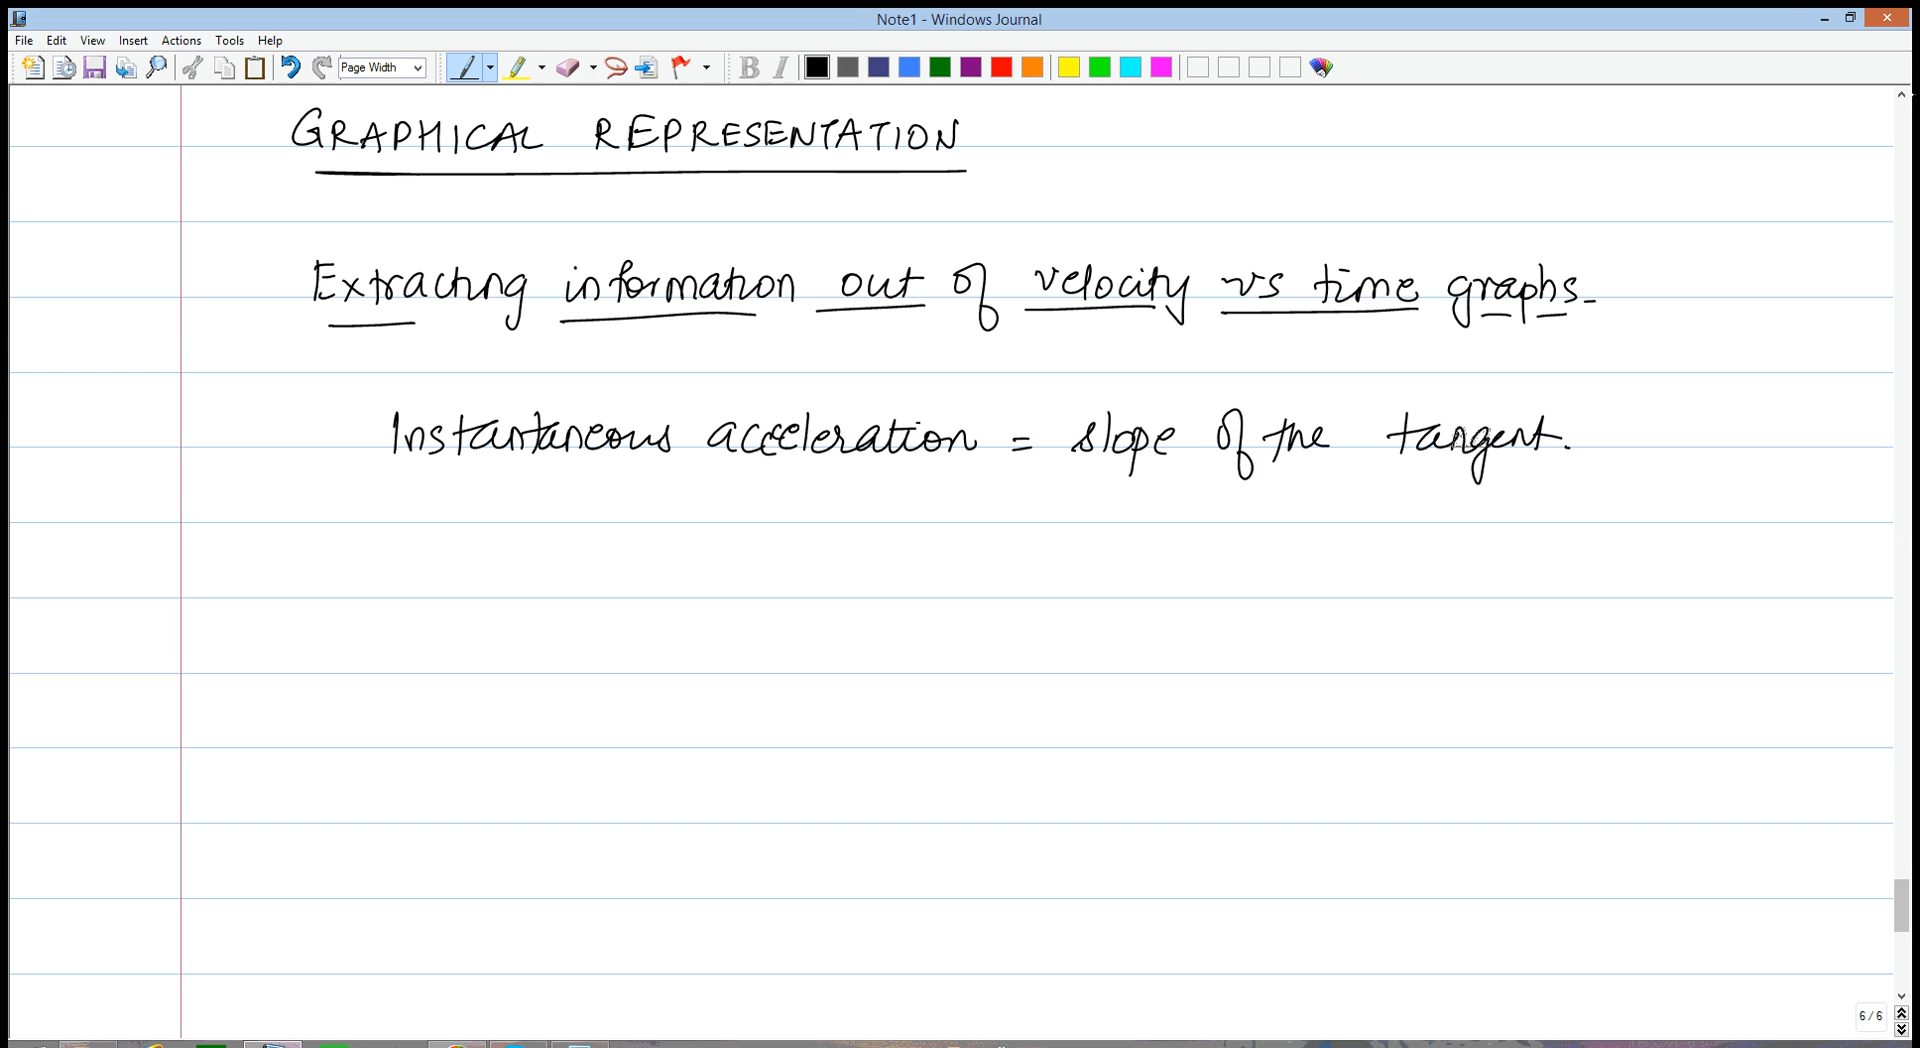 Note1 - Windows Journal
File Edit View Insert Actions Tools Help
Page Width
B I
GRAPHICAL REPRESENTATION
Extracting information out of velocity vs time graphs.
Instantaneous acceleration = slope of the tangent.
6 / 6